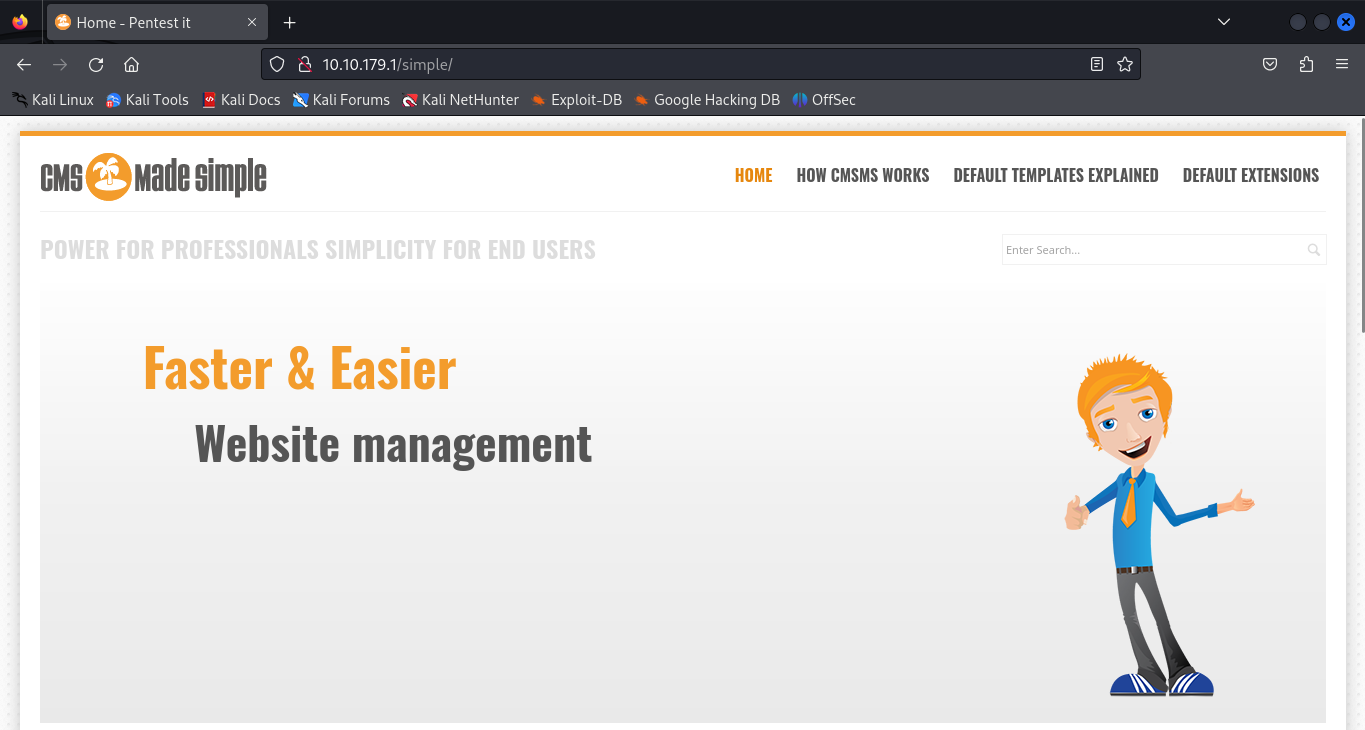 Home - Pentest it
10.10.179.1/simple/
Kali Linux Kali Tools Kali Docs Kali Forums Kali NetHunter Exploit-DB Google Hacking DB OffSec
CMS Made Simple
HOME HOW CMSMS WORKS DEFAULT TEMPLATES EXPLAINED DEFAULT EXTENSIONS
POWER FOR PROFESSIONALS SIMPLICITY FOR END USERS
Enter Search...
Faster & Easier
Website management